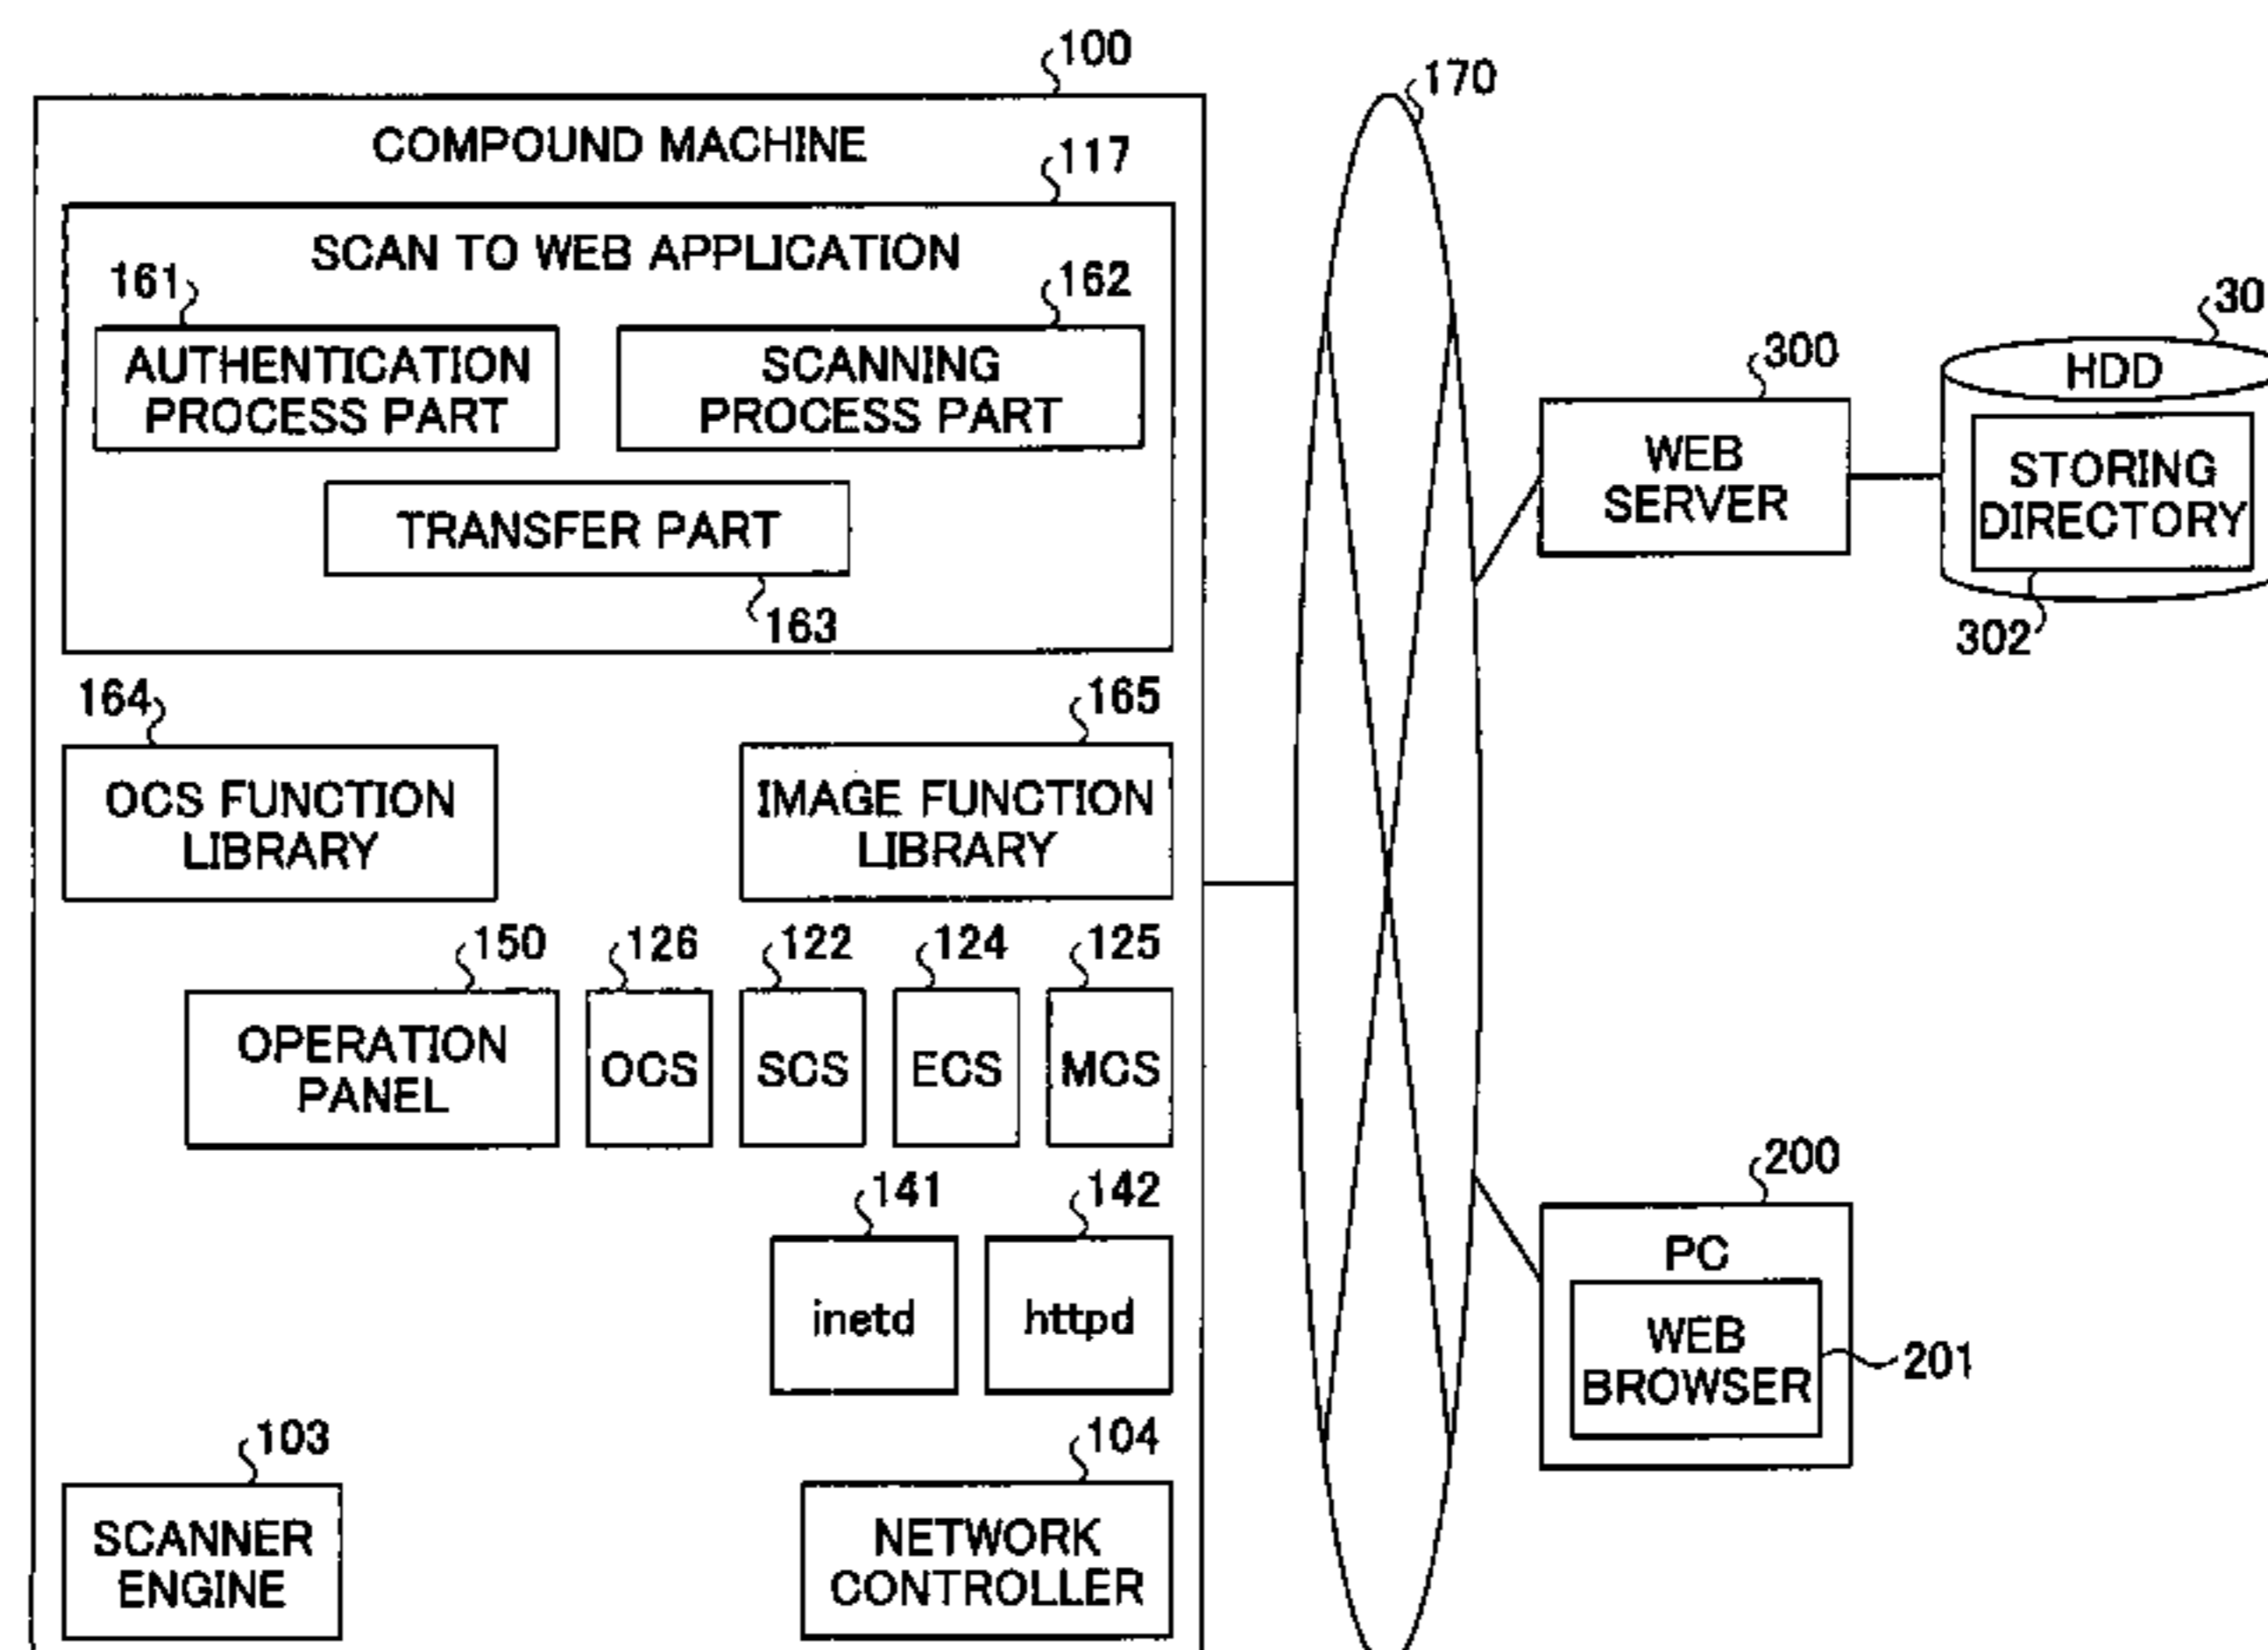 100
170
COMPOUND MACHINE
117
SCAN TO WEB APPLICATION
161
162
AUTHENTICATION
PROCESS PART
SCANNING
PROCESS PART
TRANSFER PART
163
164
165
OCS FUNCTION
LIBRARY
IMAGE FUNCTION
LIBRARY
150
126
122
124
125
OPERATION
PANEL
OCS
SCS
ECS
MCS
141
142
inetd
httpd
103
104
SCANNER
ENGINE
NETWORK
CONTROLLER
300
WEB
SERVER
30
HDD
STORING
DIRECTORY
302
200
PC
WEB
BROWSER
201